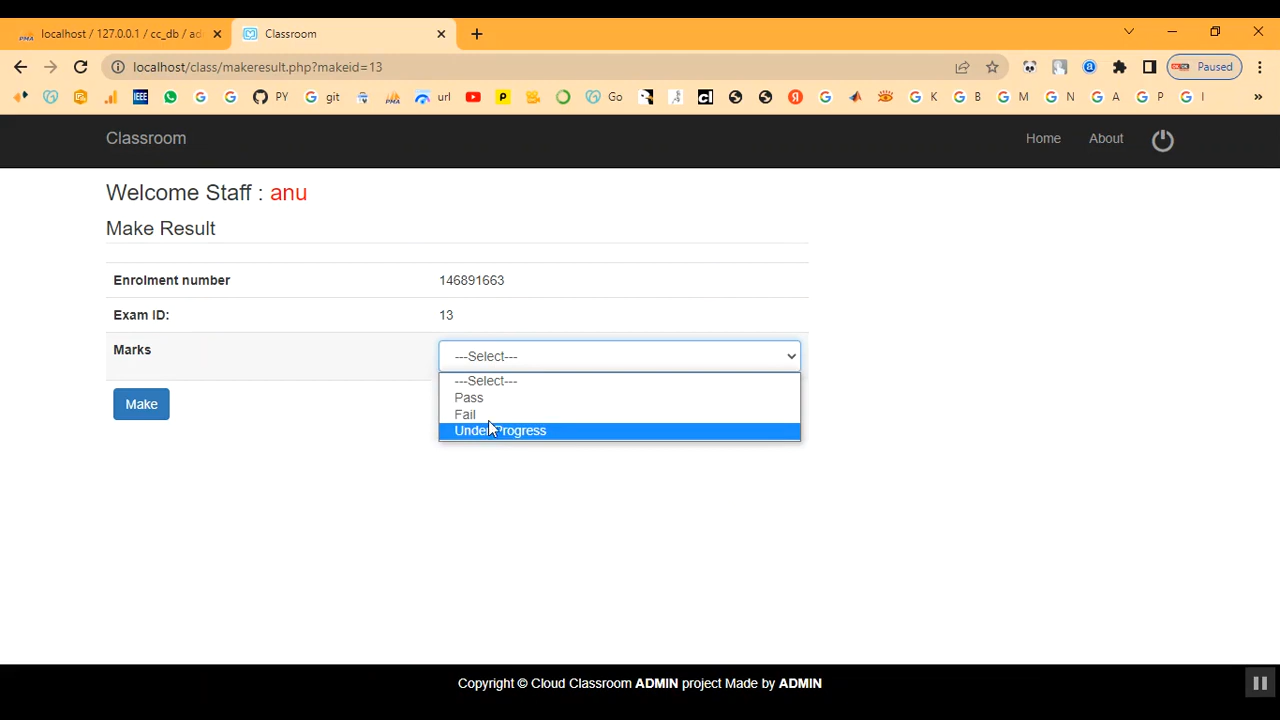 localhost / 127.0.0.1 / cc_db / ad
Classroom
localhost/class/makeresult.php?makeid=13
Paused
PY
git
url
Go
K
B
M
N
A
P
I
Classroom
Home
About
Welcome Staff : anu
Make Result
Enrolment number
146891663
Exam ID:
13
Marks
---Select---
---Select---
Pass
Fail
Under Progress
Make
Copyright © Cloud Classroom ADMIN project Made by ADMIN